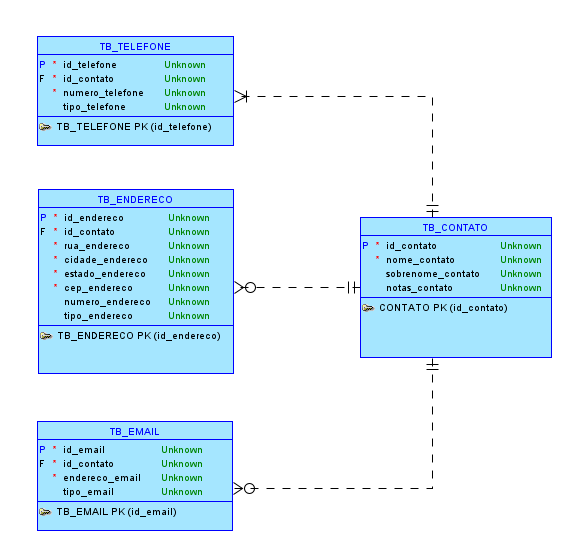 TB_TELEFONE
P * id_telefone Unknown
F * id_contato Unknown
* numero_telefone Unknown
tipo_telefone Unknown
TB_TELEFONE PK (id_telefone)
TB_ENDERECO
P * id_endereco Unknown
F * id_contato Unknown
* rua_endereco Unknown
* cidade_endereco Unknown
* estado_endereco Unknown
* cep_endereco Unknown
numero_endereco Unknown
tipo_endereco Unknown
TB_ENDERECO PK (id_endereco)
TB_CONTATO
P * id_contato Unknown
* nome_contato Unknown
sobrenome_contato Unknown
notas_contato Unknown
CONTATO PK (id_contato)
TB_EMAIL
P * id_email Unknown
F * id_contato Unknown
* endereco_email Unknown
tipo_email Unknown
TB_EMAIL PK (id_email)